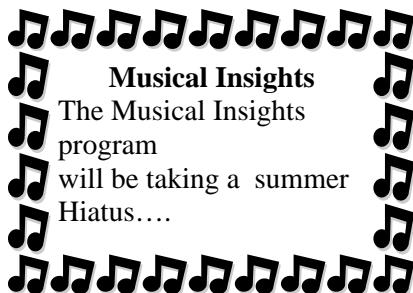 Musical Insights
The Musical Insights
program
will be taking a  summer
Hiatus….